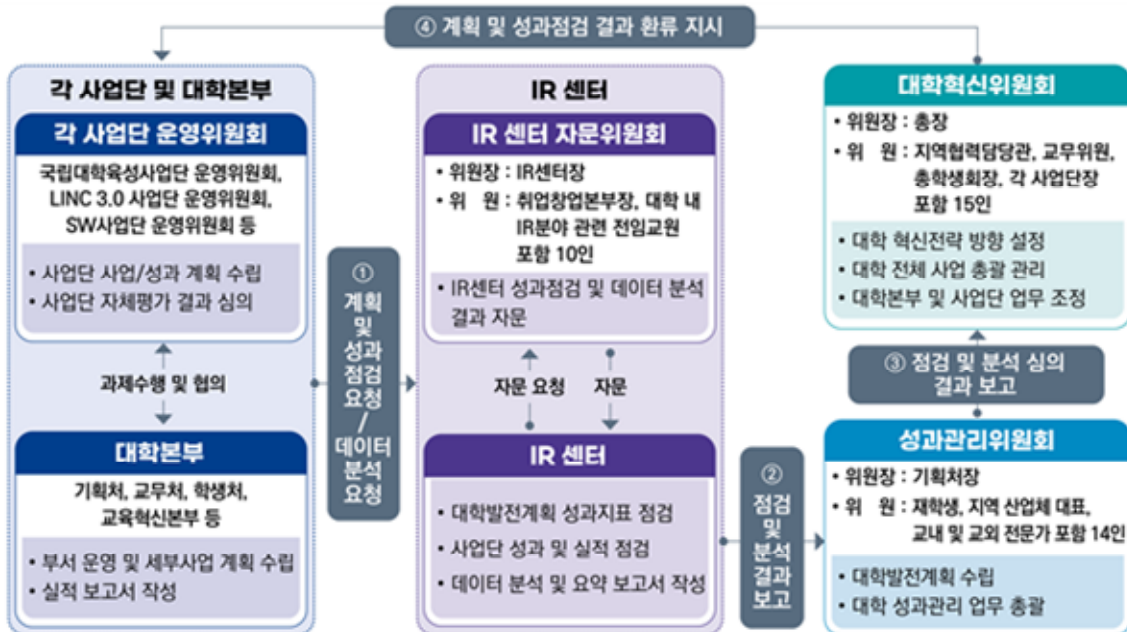 ④ 계획 및 성과점검 결과 환류 지시
각 사업단 및 대학본부
각 사업단 운영위원회
국립대학육성사업단 운영위원회,
LINC 3.0 사업단 운영위원회,
SW사업단 운영위원회 등
• 사업단 사업/성과 계획 수립
• 사업단 자체평가 결과 심의
과제수행 및 협의
대학본부
기획처, 교무처, 학생처,
교육혁신본부 등
• 부서 운영 및 세부사업 계획 수립
• 실적 보고서 작성
①
계획
및
성과
점검
요청
/
데이터
분석
요청
IR 센터
IR 센터 자문위원회
• 위원장 : IR센터장
• 위 원 : 취업창업본부장, 대학 내
IR분야 관련 전임교원
포함 10인
• IR센터 성과점검 및 데이터 분석
결과 자문
자문 요청
자문
IR 센터
• 대학발전계획 성과지표 점검
• 사업단 성과 및 실적 점검
• 데이터 분석 및 요약 보고서 작성
②
점검
및
분석
결과
보고
대학혁신위원회
• 위원장 : 총장
• 위 원 : 지역협력담당관, 교무위원,
총학생회장, 각 사업단장
포함 15인
• 대학 혁신전략 방향 설정
• 대학 전체 사업 총괄 관리
• 대학본부 및 사업단 업무 조정
③ 점검 및 분석 심의
결과 보고
성과관리위원회
• 위원장 : 기획처장
• 위 원 : 재학생, 지역 산업체 대표,
교내 및 교외 전문가 포함 14인
• 대학발전계획 수립
• 대학 성과관리 업무 총괄